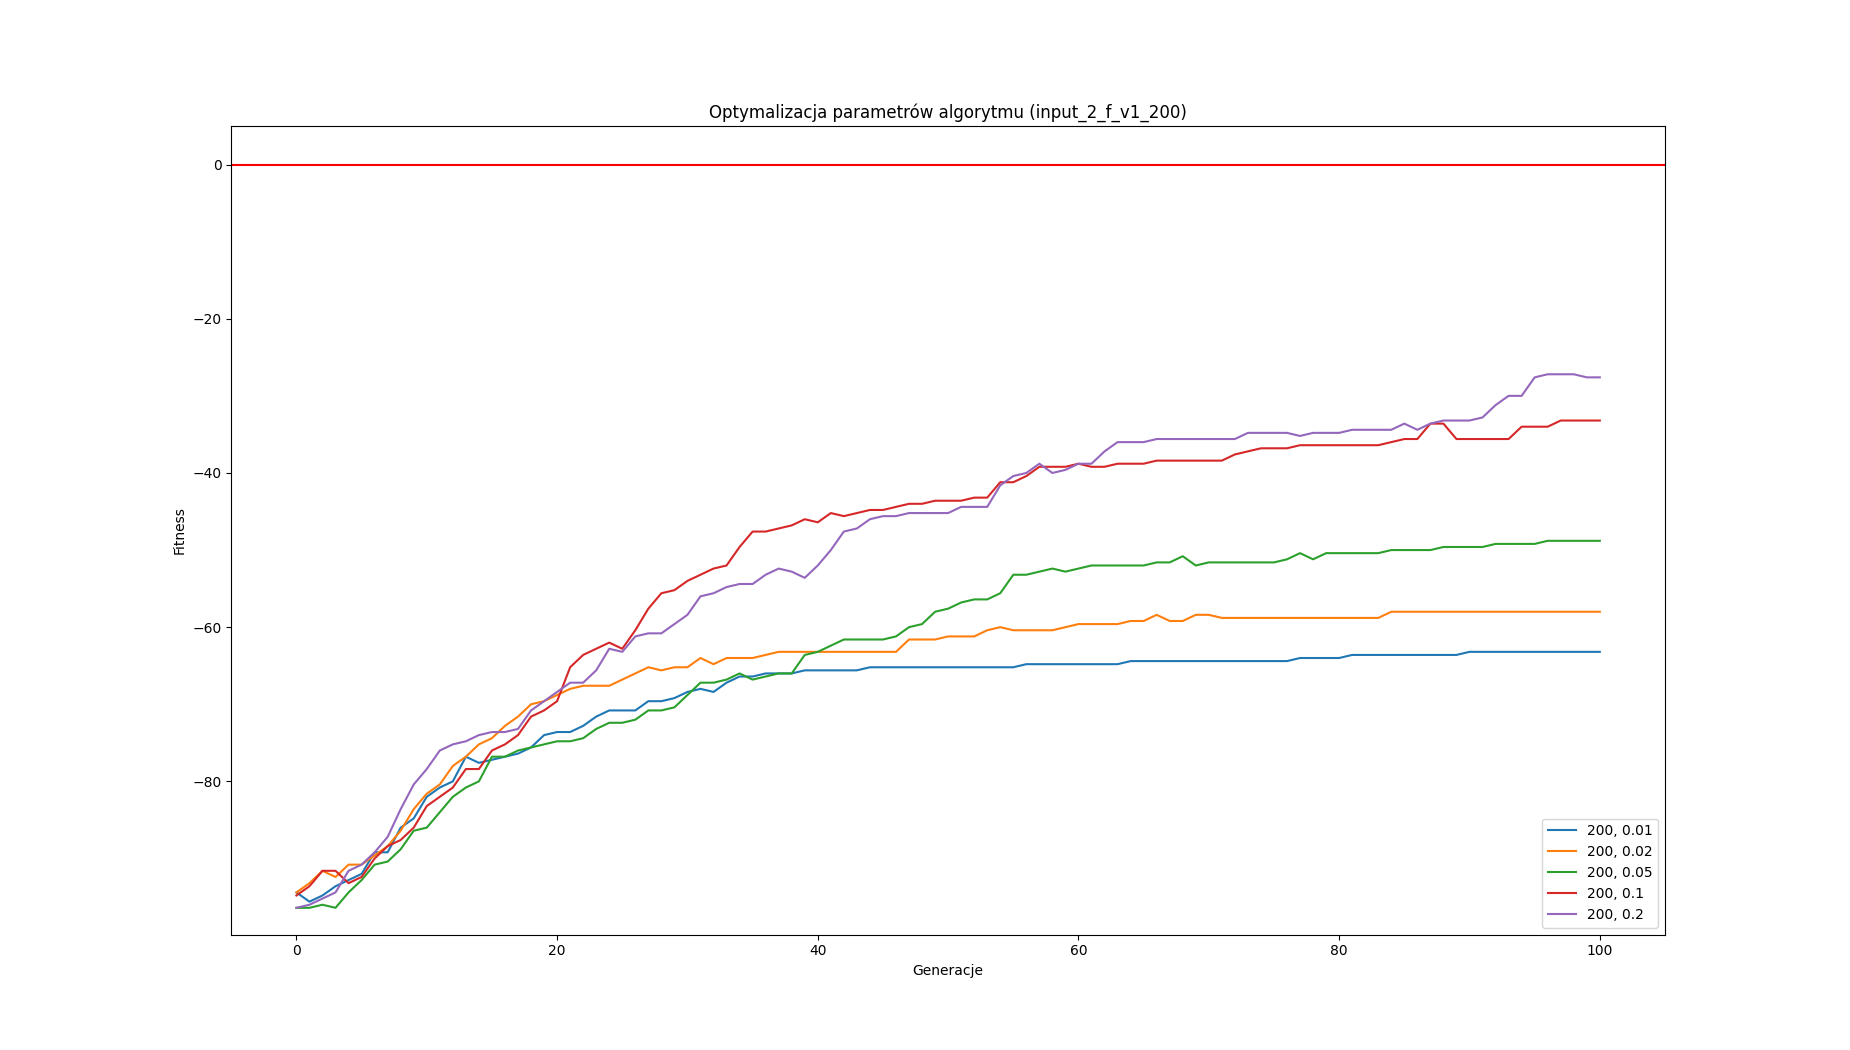 Optymalizacja parametrów algorytmu (input_2_f_v1_200)
0
−20
−40
−60
−80
Fitness
0 20 40 60 80 100
Generacje
200, 0.01
200, 0.02
200, 0.05
200, 0.1
200, 0.2